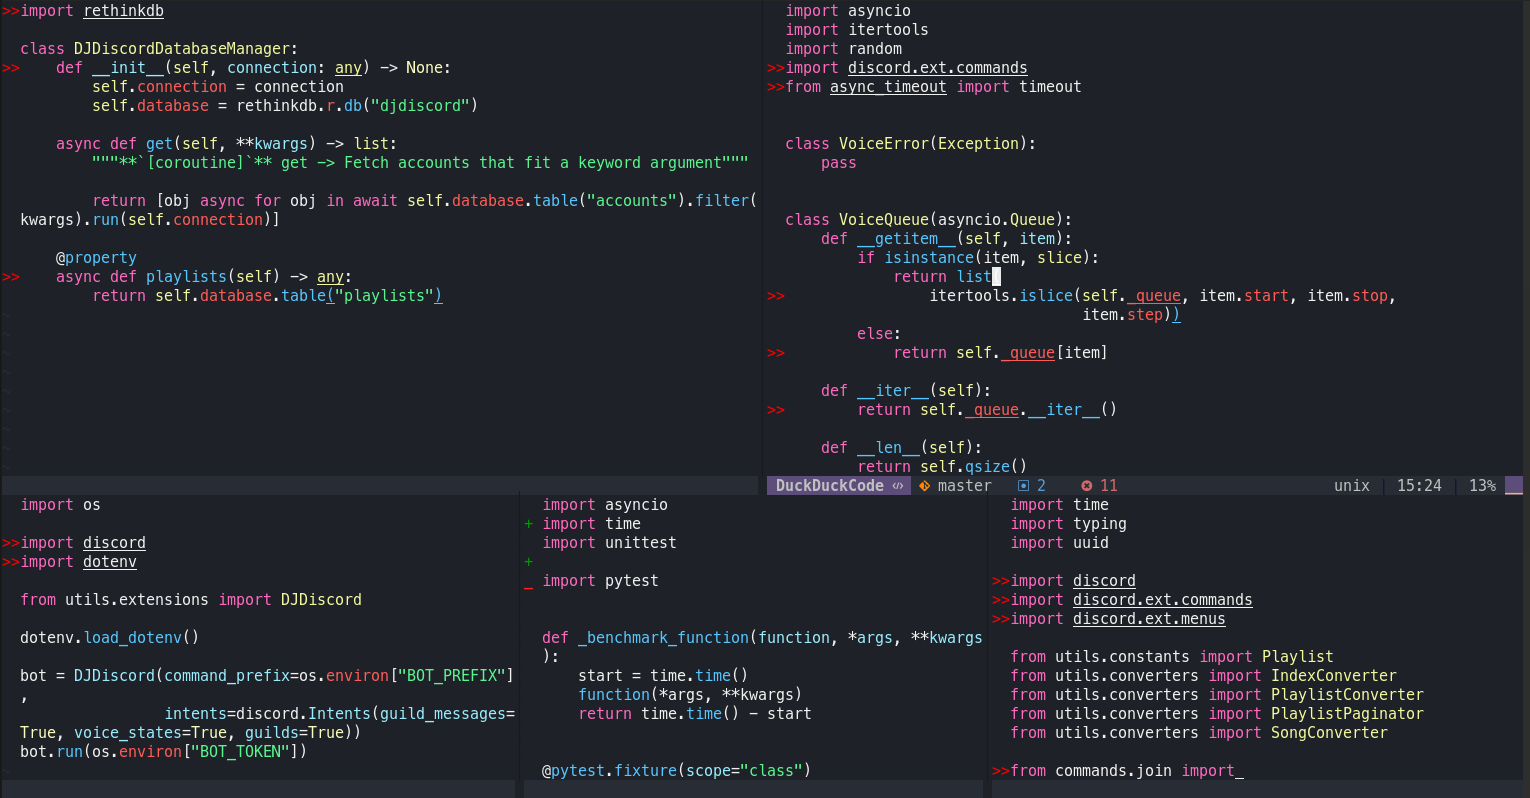 >>import rethinkdb

class DJDiscordDatabaseManager:
>>    def __init__(self, connection: any) -> None:
        self.connection = connection
        self.database = rethinkdb.r.db("djdiscord")

    async def get(self, **kwargs) -> list:
        """**`[coroutine]`** get -> Fetch accounts that fit a keyword argument"""

        return [obj async for obj in await self.database.table("accounts").filter(
kwargs).run(self.connection)]

    @property
>>    async def playlists(self) -> any:
        return self.database.table("playlists")
~
~
~
~
~
~
~
~
~
import asyncio
import itertools
import random
>>import discord.ext.commands
>>from async_timeout import timeout


class VoiceError(Exception):
    pass


class VoiceQueue(asyncio.Queue):
    def __getitem__(self, item):
        if isinstance(item, slice):
            return list(
>>                itertools.islice(self._queue, item.start, item.stop,
                                 item.step))
        else:
>>            return self._queue[item]

    def __iter__(self):
>>        return self._queue.__iter__()

    def __len__(self):
        return self.qsize()
DuckDuckCode </> master 2 11 unix | 15:24 | 13%
import os

>>import discord
>>import dotenv

from utils.extensions import DJDiscord

dotenv.load_dotenv()

bot = DJDiscord(command_prefix=os.environ["BOT_PREFIX"]
,
                intents=discord.Intents(guild_messages=
True, voice_states=True, guilds=True))
bot.run(os.environ["BOT_TOKEN"])
~
import asyncio
+ import time
import unittest
+
_ import pytest


def _benchmark_function(function, *args, **kwargs
):
    start = time.time()
    function(*args, **kwargs)
    return time.time() - start


@pytest.fixture(scope="class")
import time
import typing
import uuid

>>import discord
>>import discord.ext.commands
>>import discord.ext.menus

from utils.constants import Playlist
from utils.converters import IndexConverter
from utils.converters import PlaylistConverter
from utils.converters import PlaylistPaginator
from utils.converters import SongConverter

>>from commands.join import_